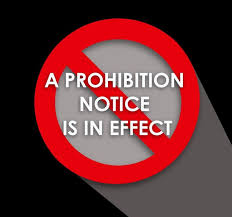 A PROHIBITION
NOTICE
IS IN EFFECT